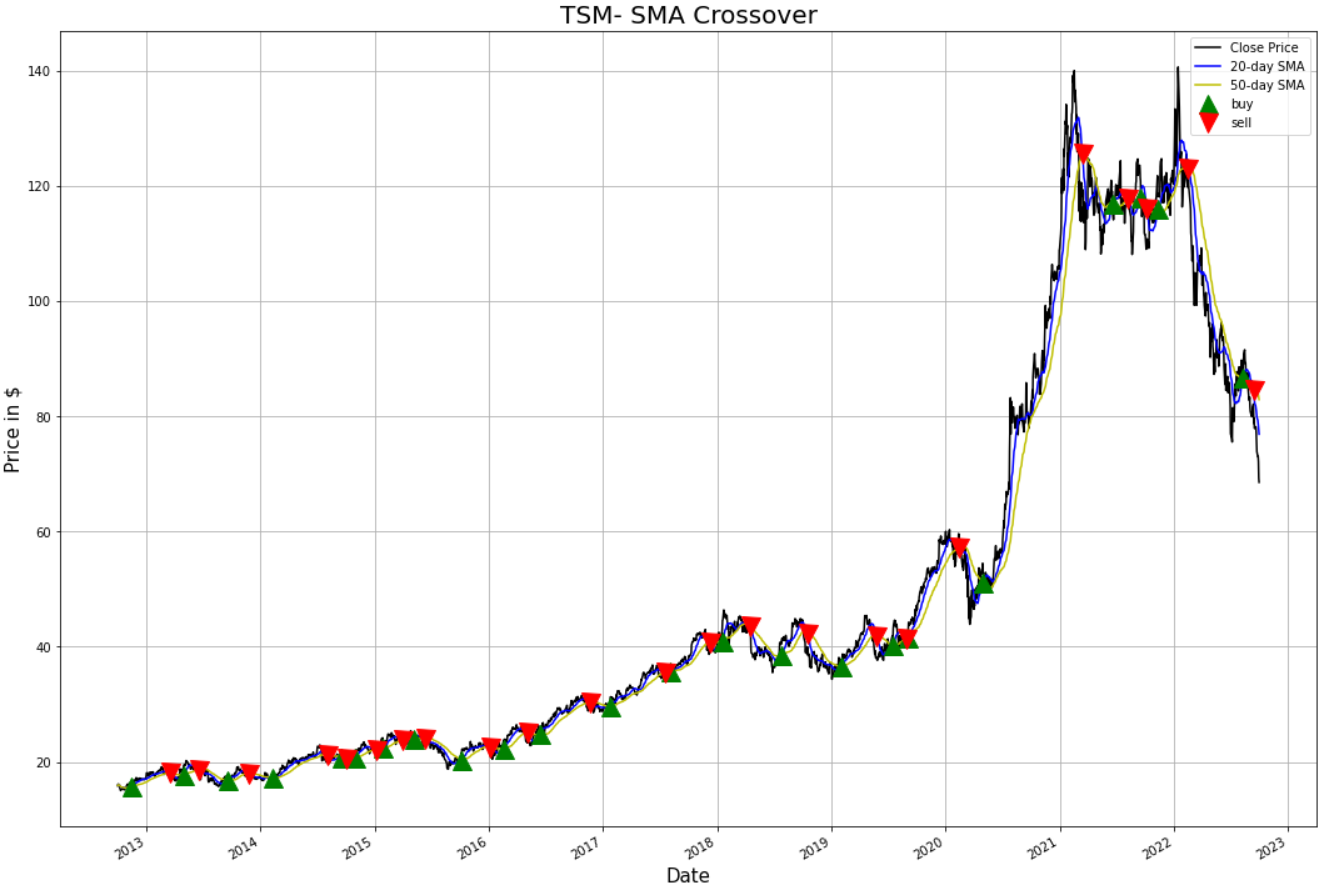 TSM- SMA Crossover
Close Price
20-day SMA
50-day SMA
buy
sell
140
120
100
80
60
40
20
Price in $
2013
2014
2015
2016
2017
2018
2019
2020
2021
2022
2023
Date